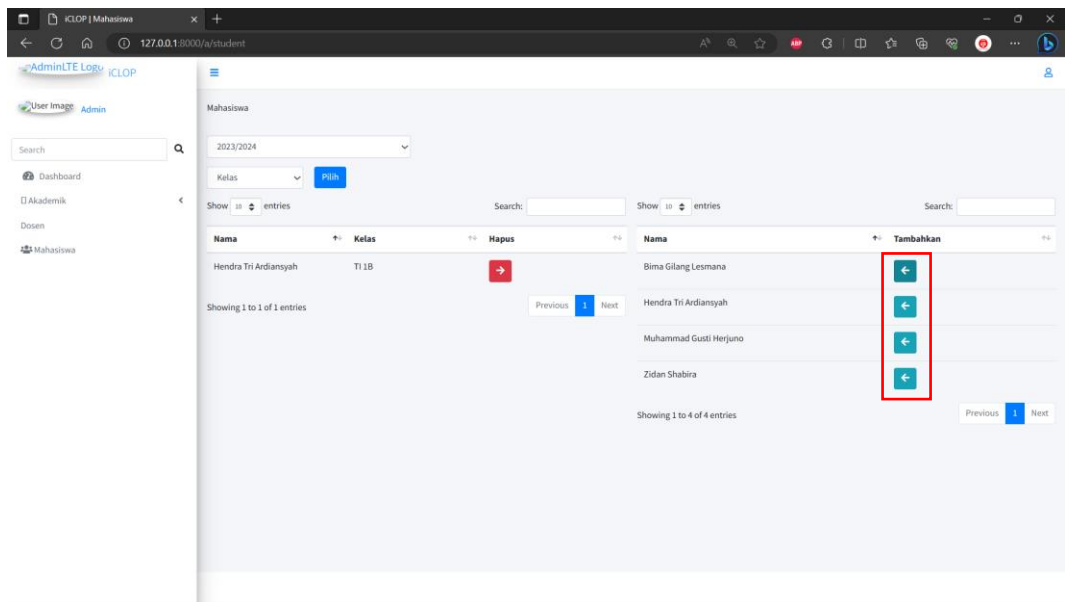 iCLOP | Mahasiswa
127.0.0.1:8000/a/student
AdminLTE Logo iCLOP
User Image Admin
Search
Dashboard
Akademik
Dosen
Mahasiswa
Mahasiswa
2023/2024
Kelas Pilih
Show 10 entries Search:
Nama Kelas Hapus
Hendra Tri Ardiansyah TI 1B
Showing 1 to 1 of 1 entries Previous 1 Next
Show 10 entries Search:
Nama Tambahkan
Bima Gilang Lesmana
Hendra Tri Ardiansyah
Muhammad Gusti Herjuno
Zidan Shabira
Showing 1 to 4 of 4 entries Previous 1 Next